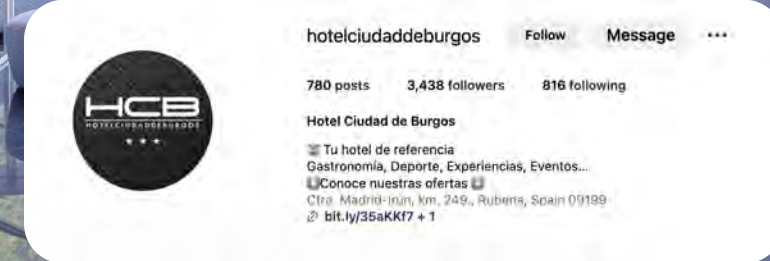 hotelciudaddeburgos Follow Message ...
780 posts 3,438 followers 816 following
HCB
HOTELCIUDADDEBURGOS
Hotel Ciudad de Burgos
Tu hotel de referencia
Gastronomía, Deporte, Experiencias, Eventos...
Conoce nuestras ofertas
Ctra. Madrid-Irún, km, 249., Rubena, Spain 09199
bit.ly/35aKKf7 + 1